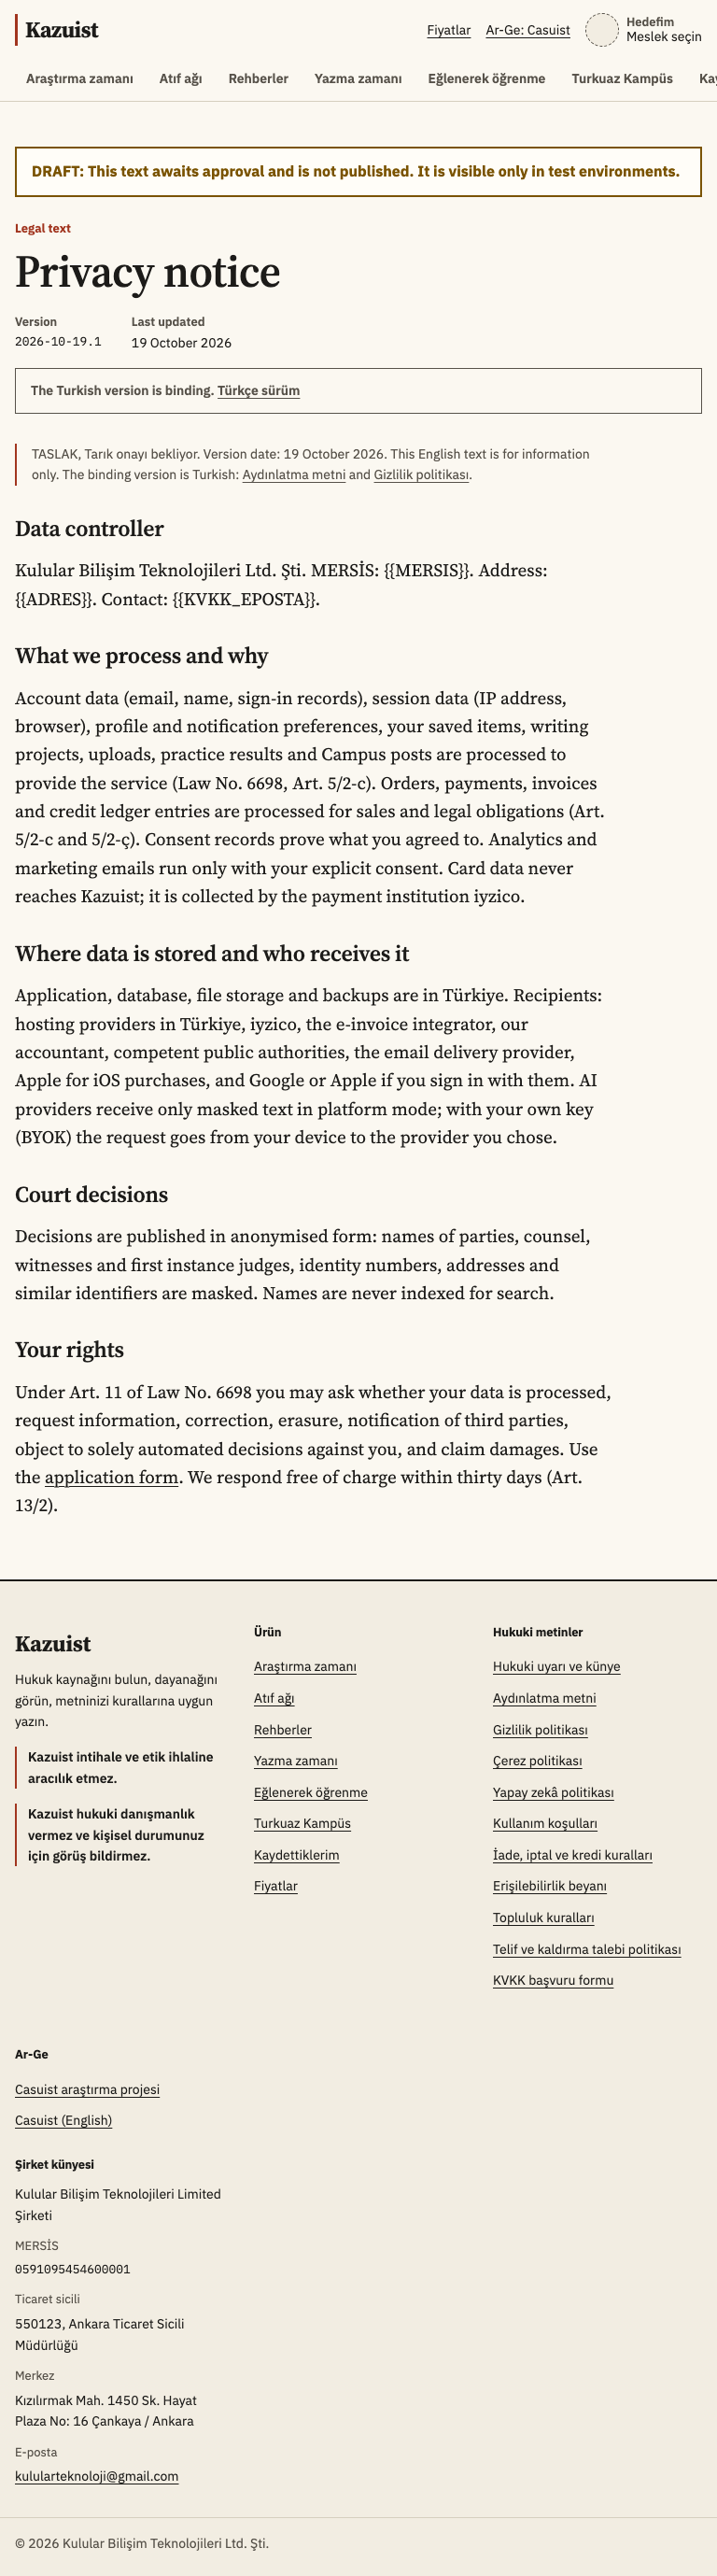 Kazuist
Fiyatlar
Ar-Ge: Casuist
Hedefim
Meslek seçin
Araştırma zamanı
Atıf ağı
Rehberler
Yazma zamanı
Eğlenerek öğrenme
Turkuaz Kampüs
DRAFT: This text awaits approval and is not published. It is visible only in test environments.
Legal text
Privacy notice
Version
Last updated
2026-10-19.1
19 October 2026
The Turkish version is binding. Türkçe sürüm
TASLAK, Tarık onayı bekliyor. Version date: 19 October 2026. This English text is for information
only. The binding version is Turkish: Aydınlatma metni and Gizlilik politikası.
Data controller
Kulular Bilişim Teknolojileri Ltd. Şti. MERSİS: {{MERSIS}}. Address:
{{ADRES}}. Contact: {{KVKK_EPOSTA}}.
What we process and why
Account data (email, name, sign-in records), session data (IP address,
browser), profile and notification preferences, your saved items, writing
projects, uploads, practice results and Campus posts are processed to
provide the service (Law No. 6698, Art. 5/2-c). Orders, payments, invoices
and credit ledger entries are processed for sales and legal obligations (Art.
5/2-c and 5/2-ç). Consent records prove what you agreed to. Analytics and
marketing emails run only with your explicit consent. Card data never
reaches Kazuist; it is collected by the payment institution iyzico.
Where data is stored and who receives it
Application, database, file storage and backups are in Türkiye. Recipients:
hosting providers in Türkiye, iyzico, the e-invoice integrator, our
accountant, competent public authorities, the email delivery provider,
Apple for iOS purchases, and Google or Apple if you sign in with them. AI
providers receive only masked text in platform mode; with your own key
(BYOK) the request goes from your device to the provider you chose.
Court decisions
Decisions are published in anonymised form: names of parties, counsel,
witnesses and first instance judges, identity numbers, addresses and
similar identifiers are masked. Names are never indexed for search.
Your rights
Under Art. 11 of Law No. 6698 you may ask whether your data is processed,
request information, correction, erasure, notification of third parties,
object to solely automated decisions against you, and claim damages. Use
the application form. We respond free of charge within thirty days (Art.
13/2).
Kazuist
Hukuk kaynağını bulun, dayanağını
görün, metninizi kurallarına uygun
yazın.
Kazuist intihale ve etik ihlaline
aracılık etmez.
Kazuist hukuki danışmanlık
vermez ve kişisel durumunuz
için görüş bildirmez.
Ürün
Araştırma zamanı
Atıf ağı
Rehberler
Yazma zamanı
Eğlenerek öğrenme
Turkuaz Kampüs
Kaydettiklerim
Fiyatlar
Hukuki metinler
Hukuki uyarı ve künye
Aydınlatma metni
Gizlilik politikası
Çerez politikası
Yapay zekâ politikası
Kullanım koşulları
İade, iptal ve kredi kuralları
Erişilebilirlik beyanı
Topluluk kuralları
Telif ve kaldırma talebi politikası
KVKK başvuru formu
Ar-Ge
Casuist araştırma projesi
Casuist (English)
Şirket künyesi
Kulular Bilişim Teknolojileri Limited
Şirketi
MERSİS
0591095454600001
Ticaret sicili
550123, Ankara Ticaret Sicili
Müdürlüğü
Merkez
Kızılırmak Mah. 1450 Sk. Hayat
Plaza No: 16 Çankaya / Ankara
E-posta
kulularteknoloji@gmail.com
© 2026 Kulular Bilişim Teknolojileri Ltd. Şti.